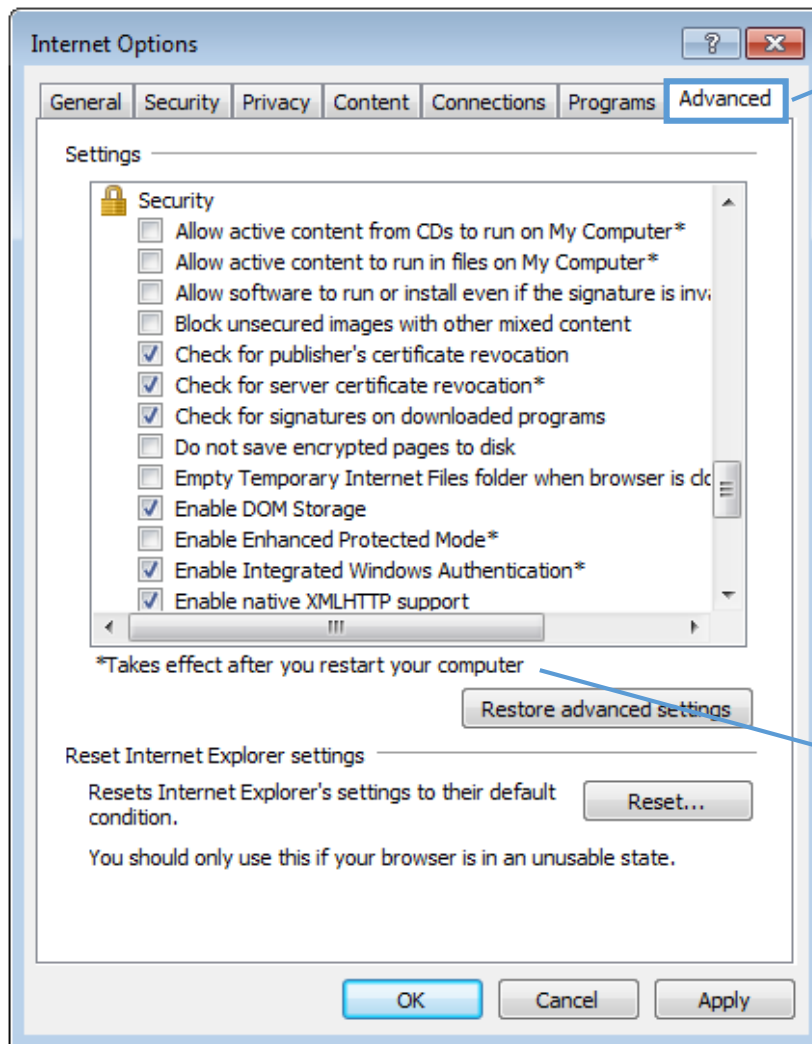 Internet Options
General Security Privacy Content Connections Programs Advanced
Settings
Security
Allow active content from CDs to run on My Computer*
Allow active content to run in files on My Computer*
Allow software to run or install even if the signature is
Block unsecured images with other mixed content
Check for publisher's certificate revocation
Check for server certificate revocation*
Check for signatures on downloaded programs
Do not save encrypted pages to disk
Empty Temporary Internet Files folder when browser is
Enable DOM Storage
Enable Enhanced Protected Mode*
Enable Integrated Windows Authentication*
Enable native XMLHTTP support
*Takes effect after you restart your computer
Restore advanced settings
Reset Internet Explorer settings
Resets Internet Explorer's settings to their default
condition.
Reset...
You should only use this if your browser is in an unusable state.
OK Cancel Apply